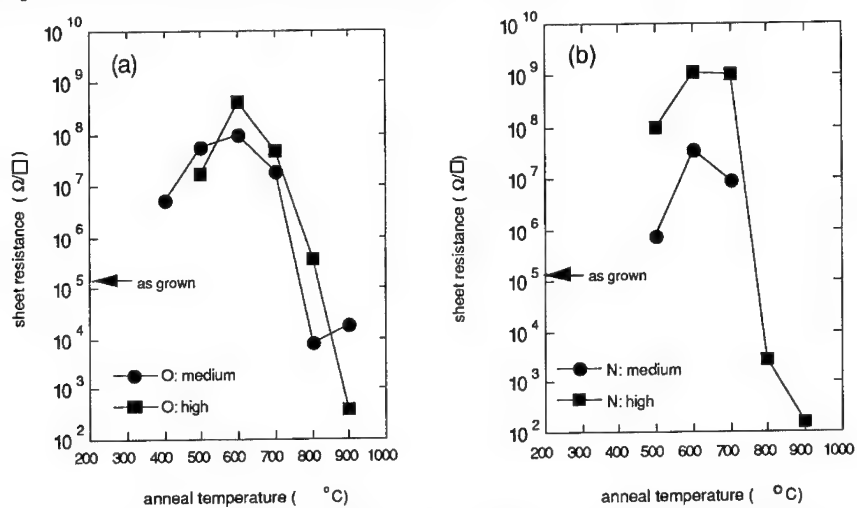 (a)
sheet resistance ( Ω/□)
10^10
10^9
10^8
10^7
10^6
10^5
10^4
10^3
10^2
as grown
O: medium
O: high
200 300 400 500 600 700 800 900 1000
anneal temperature ( °C)
(b)
sheet resistance ( Ω/□)
10^10
10^9
10^8
10^7
10^6
10^5
10^4
10^3
10^2
as grown
N: medium
N: high
200 300 400 500 600 700 800 900 1000
anneal temperature ( °C)